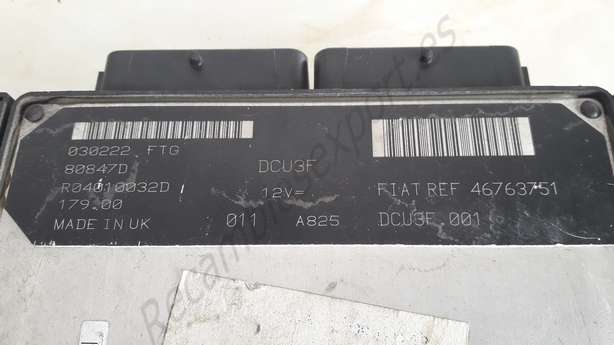 030222 FTG
80847D
DCU3F
R04010032D
12V=
FIAT REF 46763751
179.00
MADE IN UK
011
A825
DCU3F.001
Recambioexport.es